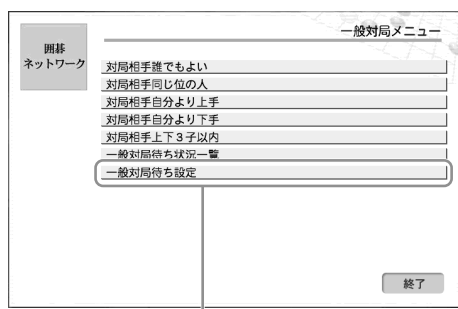 一般対局メニュー
囲碁
ネットワーク
対局相手誰でもよい
対局相手同じ位の人
対局相手自分より上手
対局相手自分より下手
対局相手上下３子以内
一般対局待ち状況一覧
一般対局待ち設定
終了